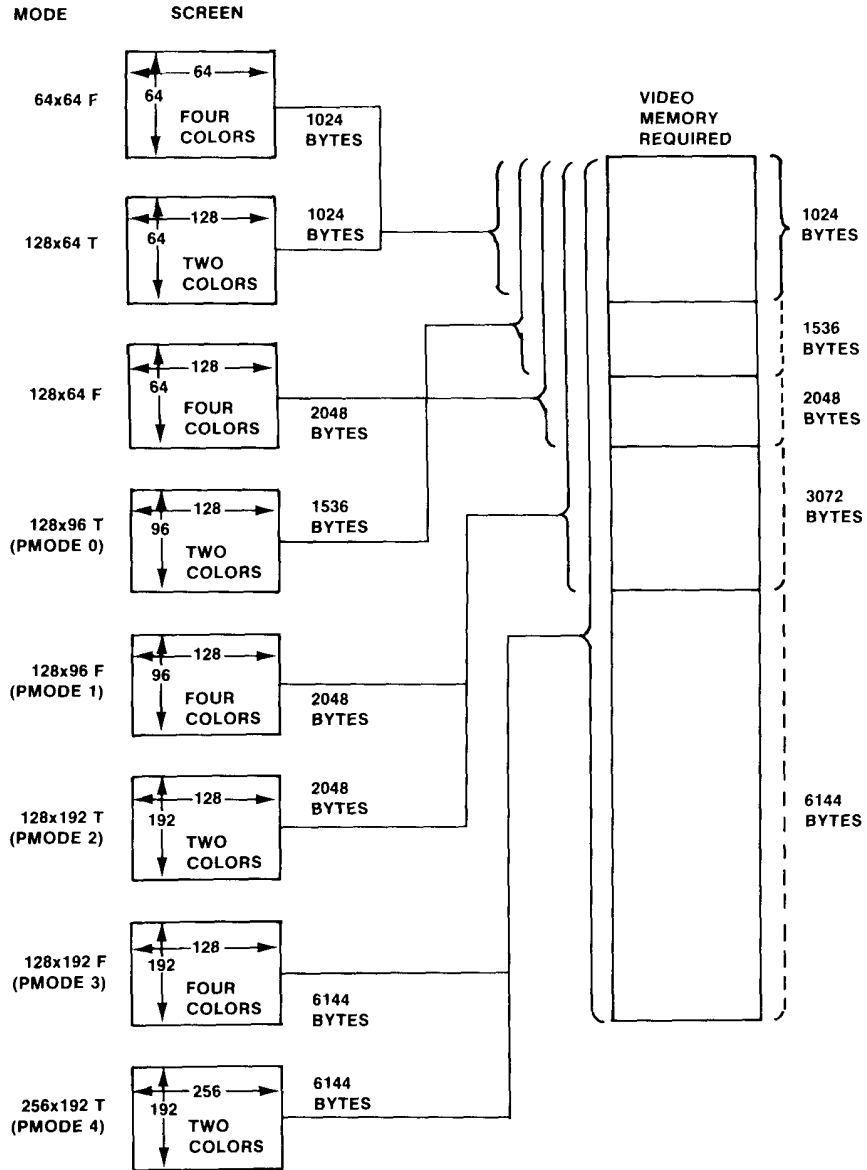 MODE
SCREEN
64x64 F
64
64
FOUR
COLORS
1024
BYTES
128x64 T
128
64
TWO
COLORS
1024
BYTES
128x64 F
128
64
FOUR
COLORS
2048
BYTES
128x96 T
(PMODE 0)
128
96
TWO
COLORS
1536
BYTES
128x96 F
(PMODE 1)
128
96
FOUR
COLORS
2048
BYTES
128x192 T
(PMODE 2)
128
192
TWO
COLORS
2048
BYTES
128x192 F
(PMODE 3)
128
192
FOUR
COLORS
6144
BYTES
256x192 T
(PMODE 4)
256
192
TWO
COLORS
6144
BYTES
VIDEO
MEMORY
REQUIRED
1024
BYTES
1536
BYTES
2048
BYTES
3072
BYTES
6144
BYTES